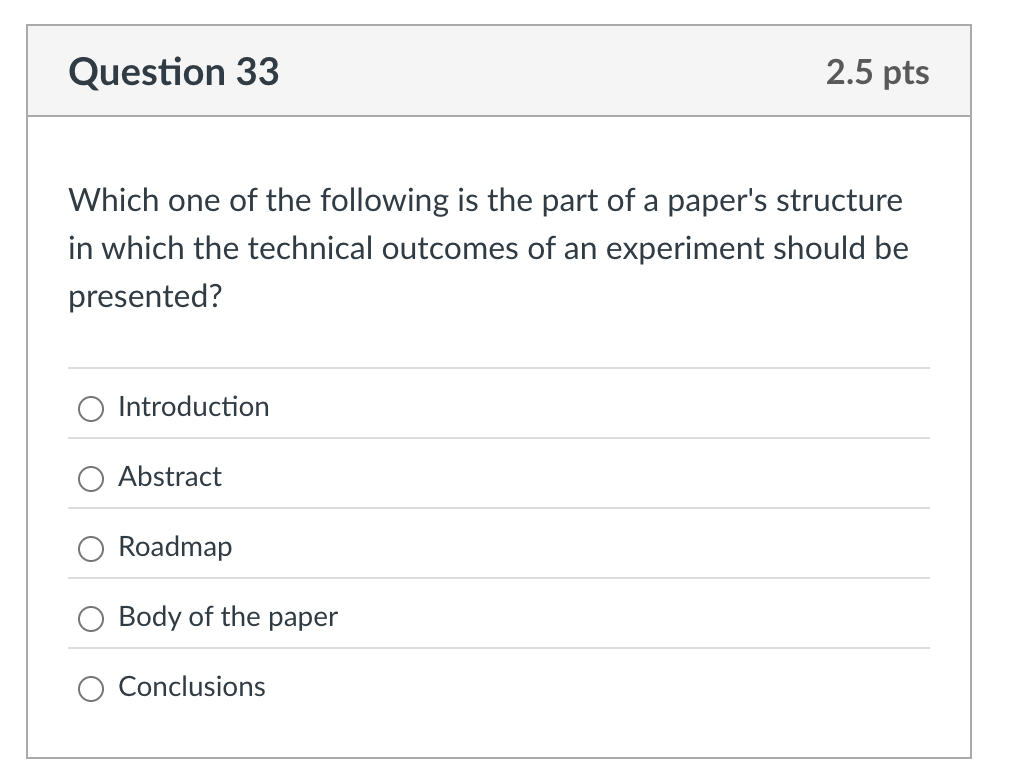 Question 33
2.5 pts
Which one of the following is the part of a paper's structure
in which the technical outcomes of an experiment should be
presented?
Introduction
Abstract
Roadmap
Body of the paper
Conclusions